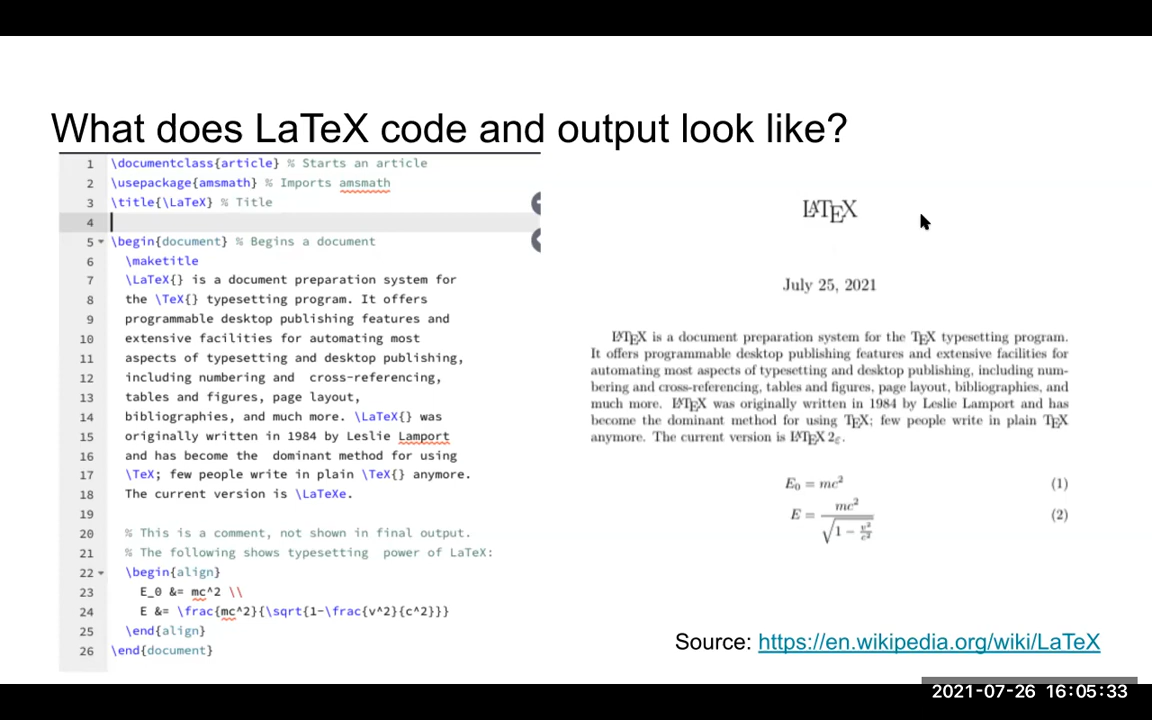 What does LaTeX code and output look like?
1 \documentclass{article} % Starts an article
2 \usepackage{amsmath} % Imports amsmath
3 \title{\LaTeX} % Title
4
5 \begin{document} % Begins a document
6 \maketitle
7 \LaTeX{} is a document preparation system for
8 the \TeX{} typesetting program. It offers
9 programmable desktop publishing features and
10 extensive facilities for automating most
11 aspects of typesetting and desktop publishing,
12 including numbering and  cross-referencing,
13 tables and figures, page layout,
14 bibliographies, and much more. \LaTeX{} was
15 originally written in 1984 by Leslie Lamport
16 and has become the  dominant method for using
17 \TeX; few people write in plain \TeX{} anymore.
18 The current version is \LaTeXe.
19
20 % This is a comment, not shown in final output.
21 % The following shows typesetting  power of LaTeX:
22 \begin{align}
23 E_0 &= mc^2 \\
24 E &= \frac{mc^2}{\sqrt{1-\frac{v^2}{c^2}}}
25 \end{align}
26 \end{document}
LATEX
July 25, 2021
LATEX is a document preparation system for the TEX typesetting program.
It offers programmable desktop publishing features and extensive facilities for
automating most aspects of typesetting and desktop publishing, including num-
bering and cross-referencing, tables and figures, page layout, bibliographies, and
much more. LATEX was originally written in 1984 by Leslie Lamport and has
become the dominant method for using TEX; few people write in plain TEX
anymore. The current version is LATEX 2ε.
E₀ = mc² (1)
E = mc² / √(1 − v²/c²) (2)
Source: https://en.wikipedia.org/wiki/LaTeX
2021-07-26 16:05:33